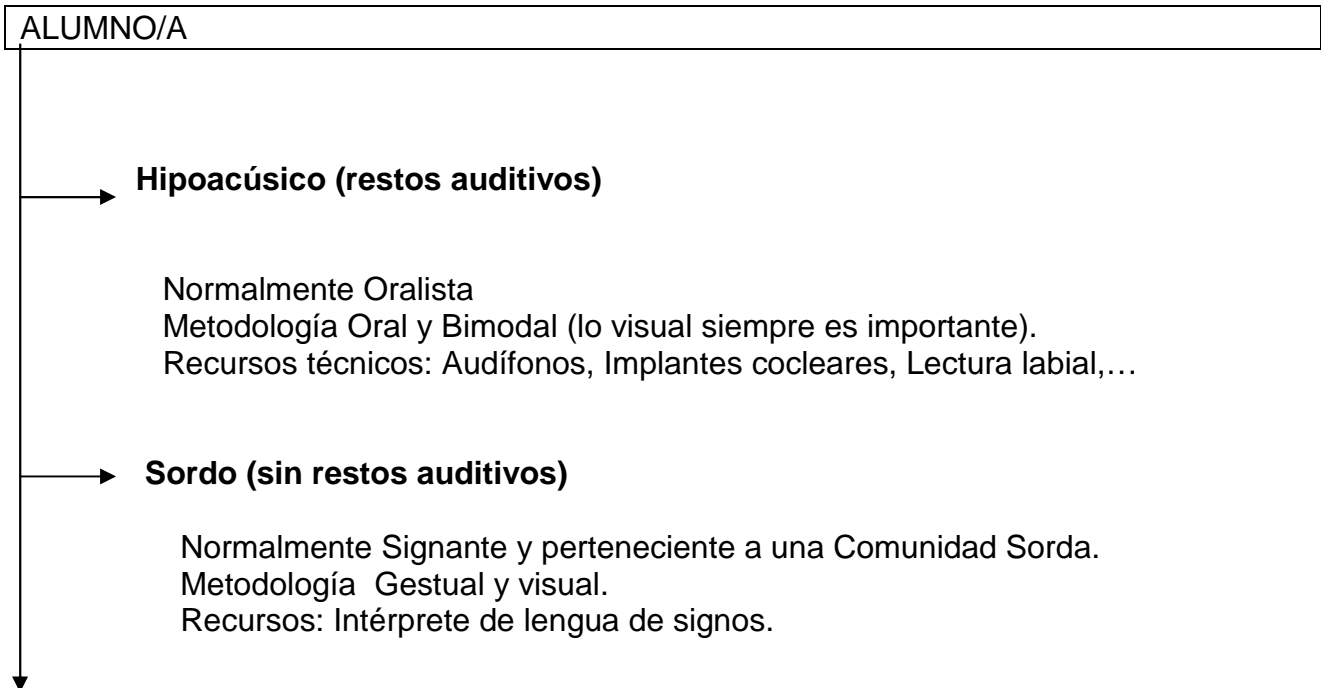 ALUMNO/A
Hipoacúsico (restos auditivos)
Normalmente Oralista
Metodología Oral y Bimodal (lo visual siempre es importante).
Recursos técnicos: Audífonos, Implantes cocleares, Lectura labial,…
Sordo (sin restos auditivos)
Normalmente Signante y perteneciente a una Comunidad Sorda.
Metodología  Gestual y visual.
Recursos: Intérprete de lengua de signos.